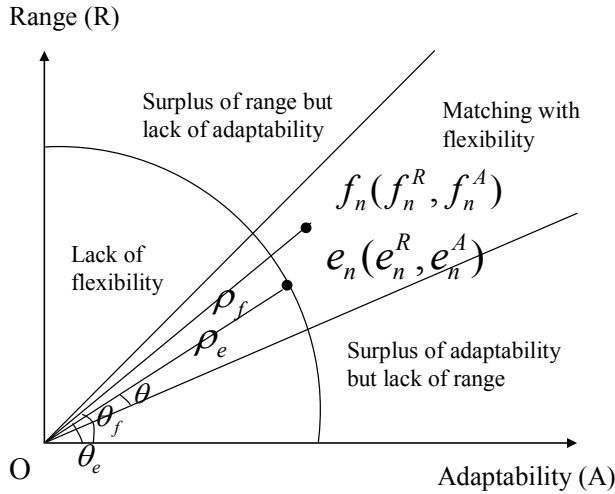 Range (R)
Surplus of range but
lack of adaptability
Matching with
flexibility
f_n(f_n^R, f_n^A)
e_n(e_n^R, e_n^A)
Lack of
flexibility
ρ_f
ρ_e
Surplus of adaptability
but lack of range
θ
θ_f
θ_e
O
Adaptability (A)